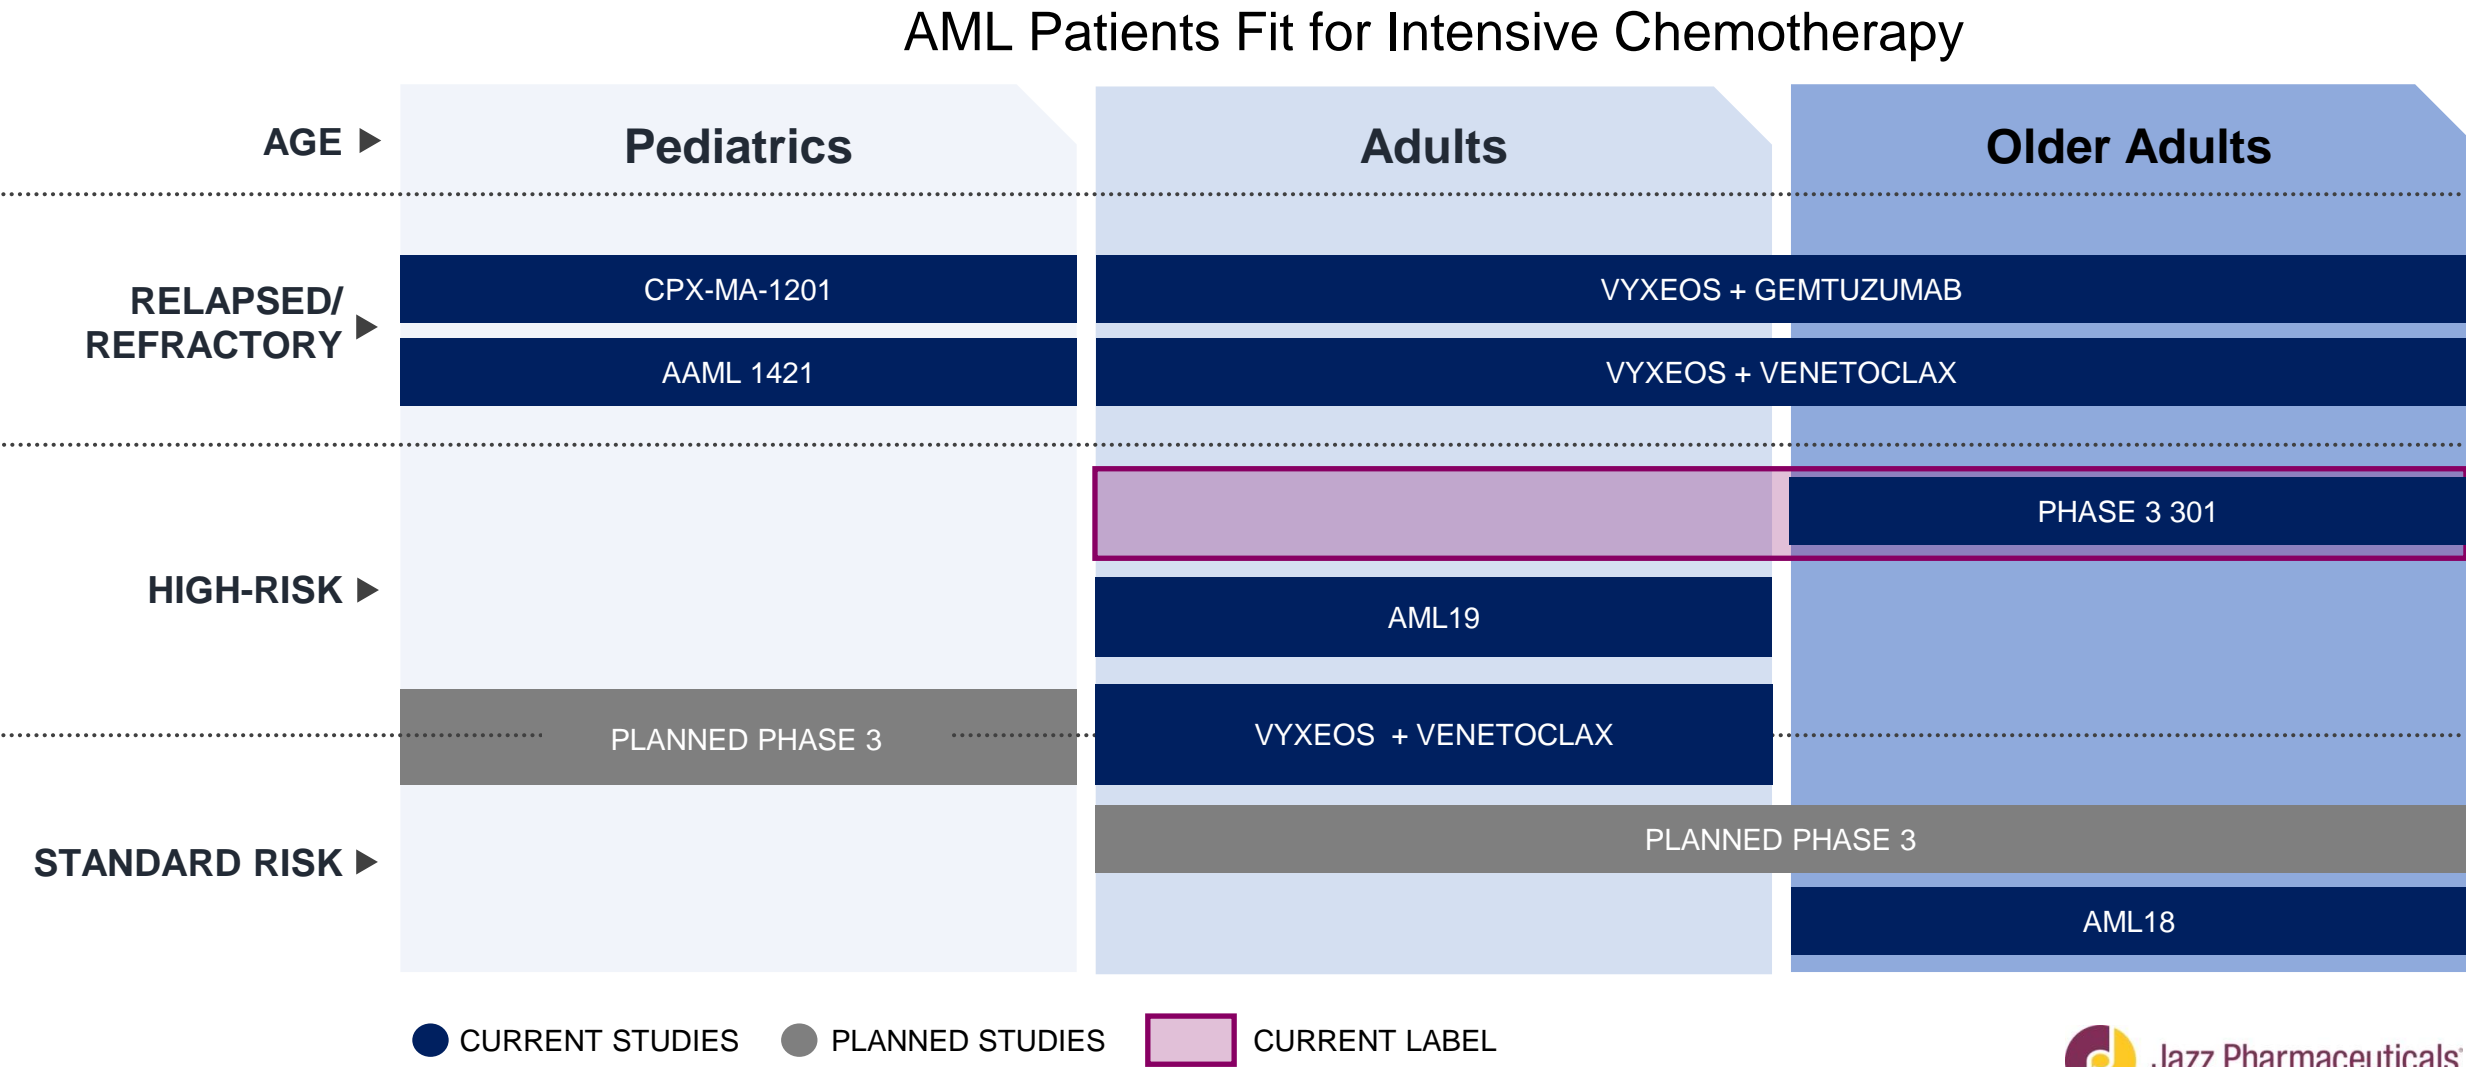 AML Patients Fit for Intensive Chemotherapy
AGE
Pediatrics
Adults
Older Adults
RELAPSED/
REFRACTORY
CPX-MA-1201
VYXEOS + GEMTUZUMAB
AAML 1421
VYXEOS + VENETOCLAX
HIGH-RISK
PHASE 3 301
AML19
PLANNED PHASE 3
VYXEOS + VENETOCLAX
STANDARD RISK
PLANNED PHASE 3
AML18
CURRENT STUDIES
PLANNED STUDIES
CURRENT LABEL
Jazz Pharmaceuticals